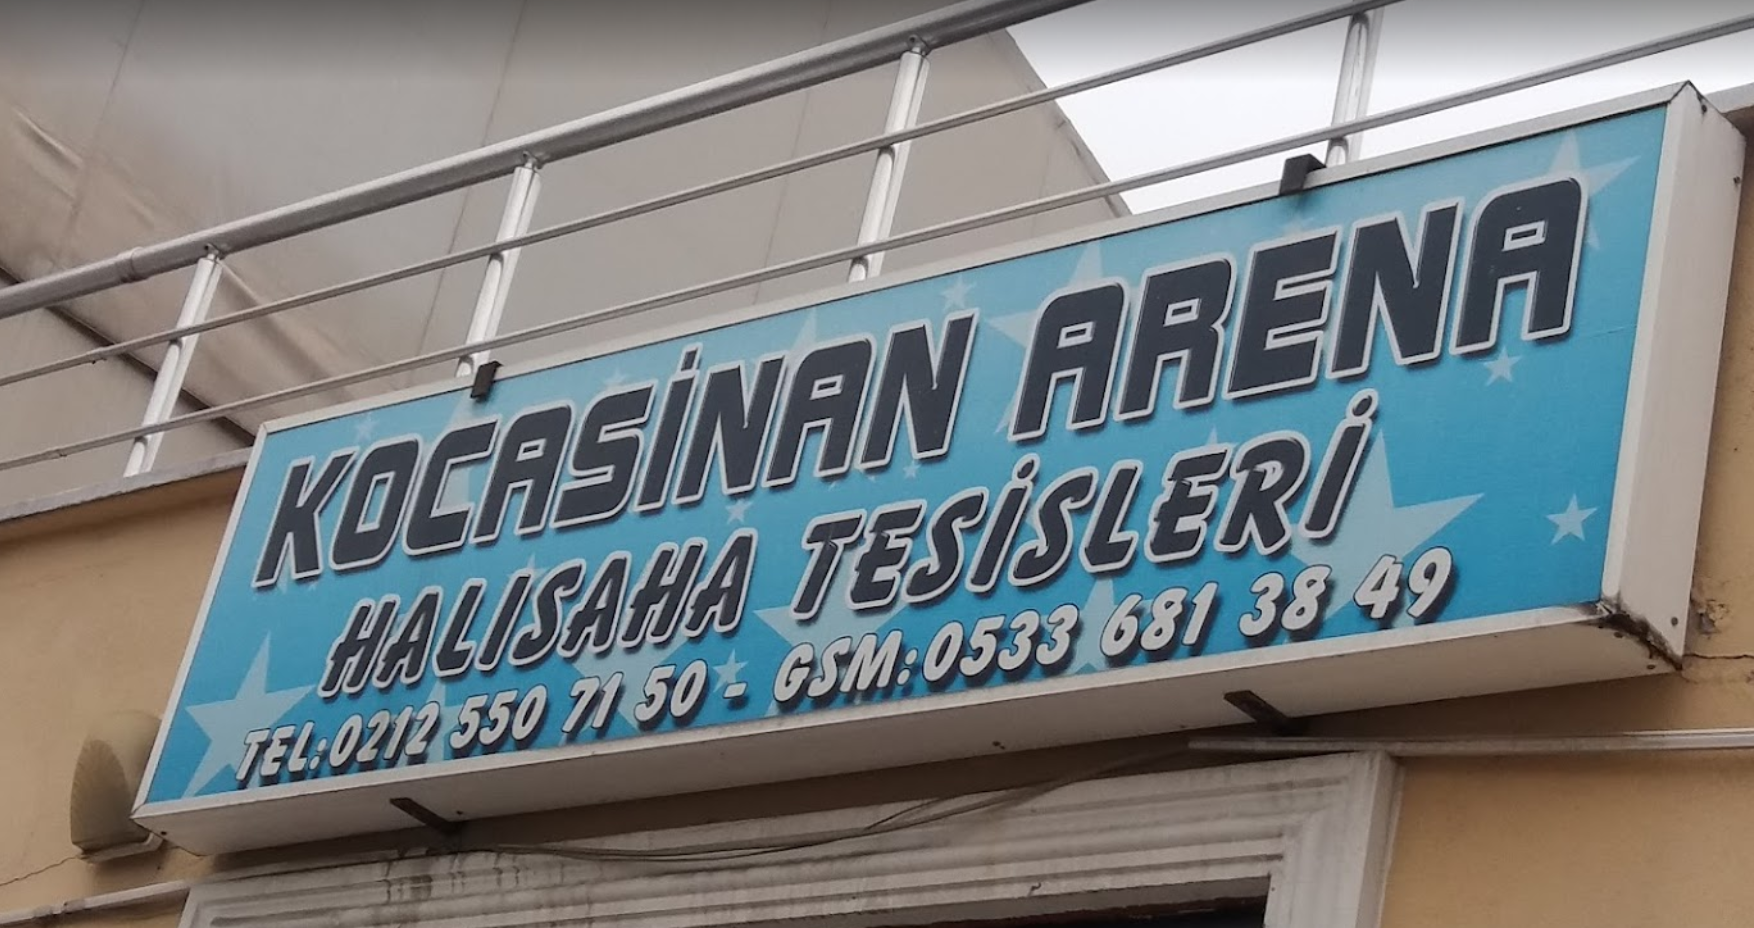 KOCASİNAN ARENA
HALISAHA TESİSLERİ
TEL:0212 550 71 50 - GSM:0533 681 38 49